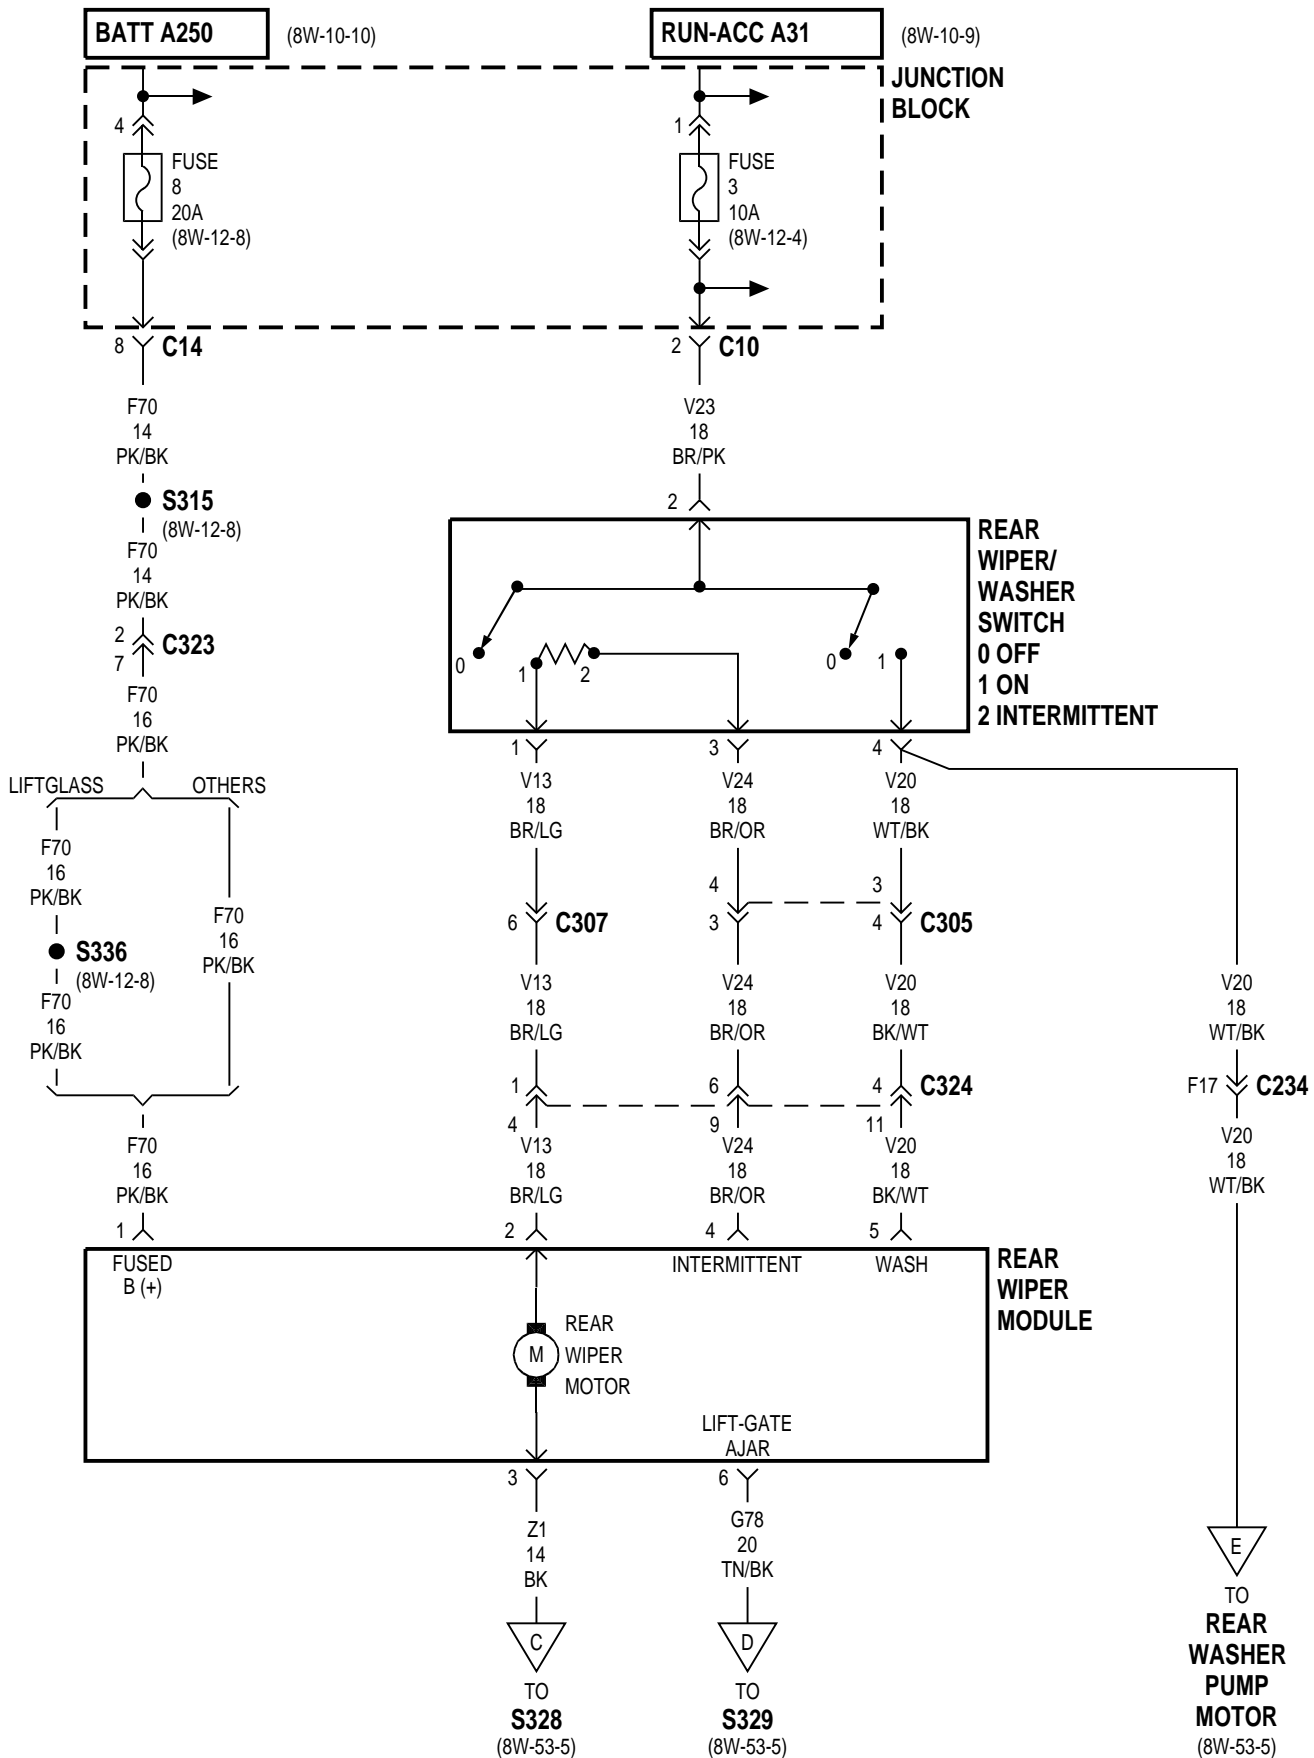 BATT A250
(8W-10-10)
RUN-ACC A31
(8W-10-9)
JUNCTION
BLOCK
4
FUSE
8
20A
(8W-12-8)
1
FUSE
3
10A
(8W-12-4)
8
C14
2
C10
F70
14
PK/BK
V23
18
BR/PK
S315
(8W-12-8)
2
F70
14
PK/BK
REAR
WIPER/
WASHER
SWITCH
0 OFF
1 ON
2 INTERMITTENT
0
1
2
0
1
2
C323
7
F70
16
PK/BK
1
3
4
LIFTGLASS
OTHERS
V13
18
BR/LG
V24
18
BR/OR
V20
18
WT/BK
F70
16
PK/BK
F70
16
PK/BK
S336
(8W-12-8)
F70
16
PK/BK
6
C307
4
3
3
4
C305
V13
18
BR/LG
V24
18
BR/OR
V20
18
BK/WT
V20
18
WT/BK
1
6
4
C324
F17
C234
4
9
11
F70
16
PK/BK
V13
18
BR/LG
V24
18
BR/OR
V20
18
BK/WT
V20
18
WT/BK
1
2
4
5
FUSED
B (+)
INTERMITTENT
WASH
REAR
WIPER
MODULE
M
REAR
WIPER
MOTOR
LIFT-GATE
AJAR
3
6
Z1
14
BK
G78
20
TN/BK
C
TO
S328
(8W-53-5)
D
TO
S329
(8W-53-5)
E
TO
REAR
WASHER
PUMP
MOTOR
(8W-53-5)